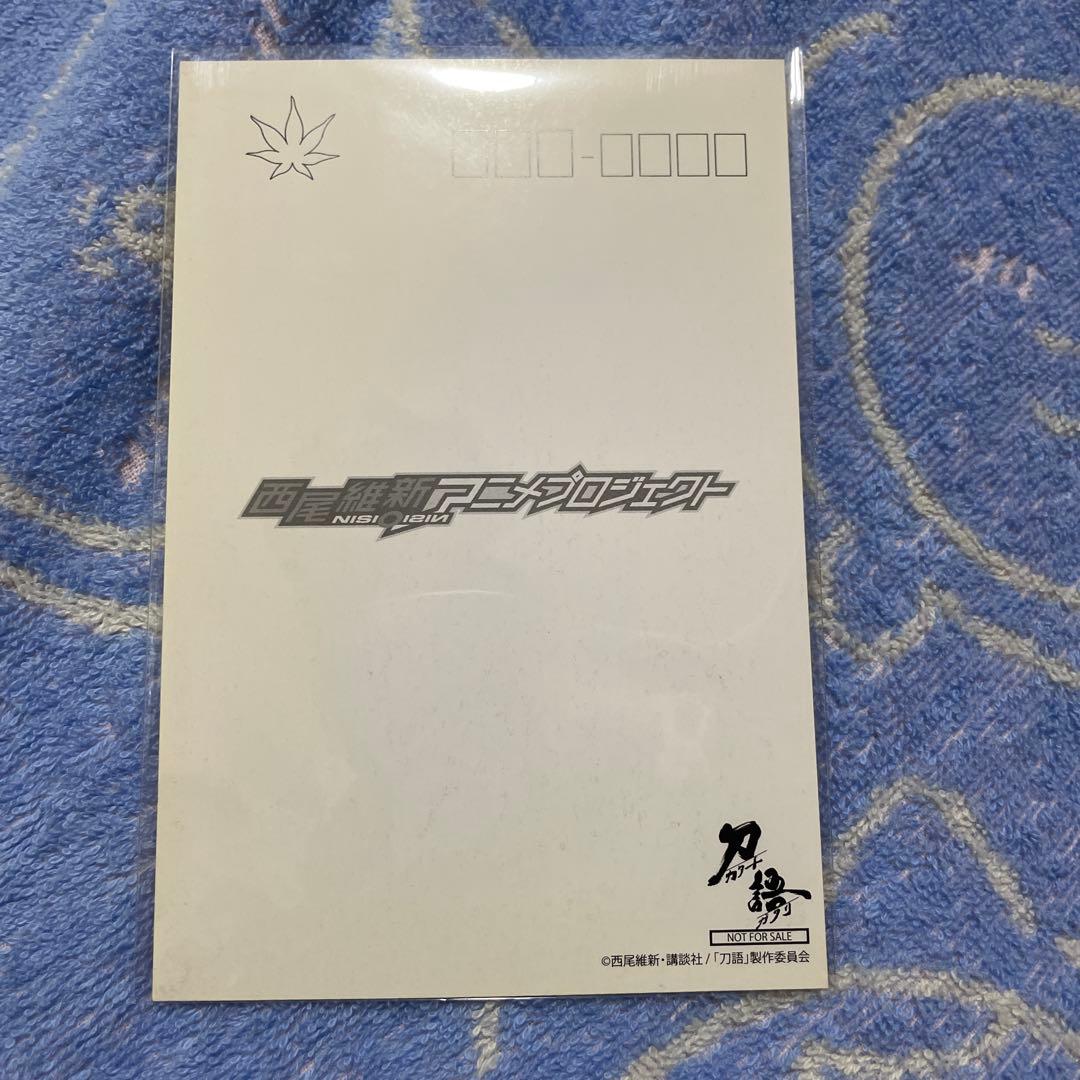 西尾維新アニメプロジェクト
NISIOISIN
刀
カタナ
語
ガタリ
NOT FOR SALE
©西尾維新・講談社 /「刀語」製作委員会